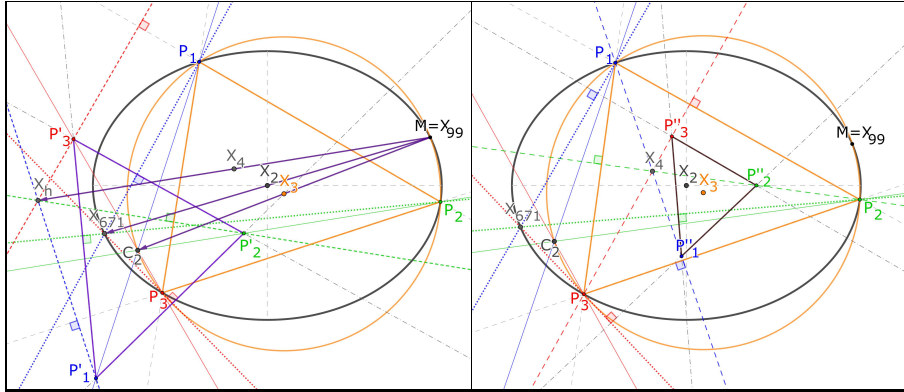 P1
M=X99
P'3
X4
X2
X3
Xh
X671
P2
P'2
C2
P3
P'1
P1
P''3
M=X99
X4
X2
P''2
X3
P2
X671
C2
P''1
P3